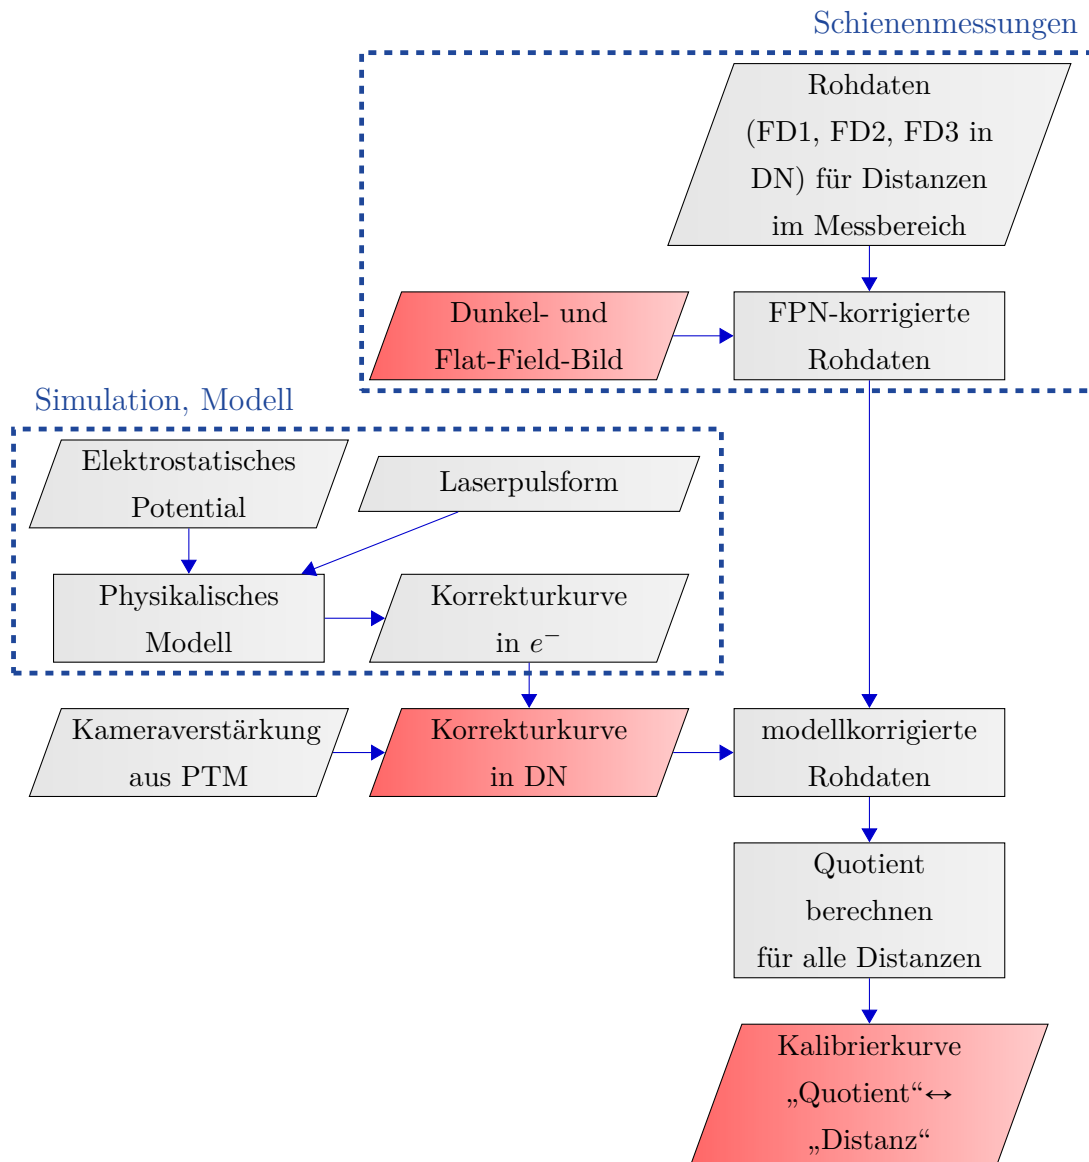 Schienenmessungen
Rohdaten
(FD1, FD2, FD3 in
DN) für Distanzen
im Messbereich
Dunkel- und
Flat-Field-Bild
FPN-korrigierte
Rohdaten
Simulation, Modell
Elektrostatisches
Potential
Laserpulsform
Physikalisches
Modell
Korrekturkurve
in e⁻
Kameraverstärkung
aus PTM
Korrekturkurve
in DN
modellkorrigierte
Rohdaten
Quotient
berechnen
für alle Distanzen
Kalibrierkurve
„Quotient“↔
„Distanz“